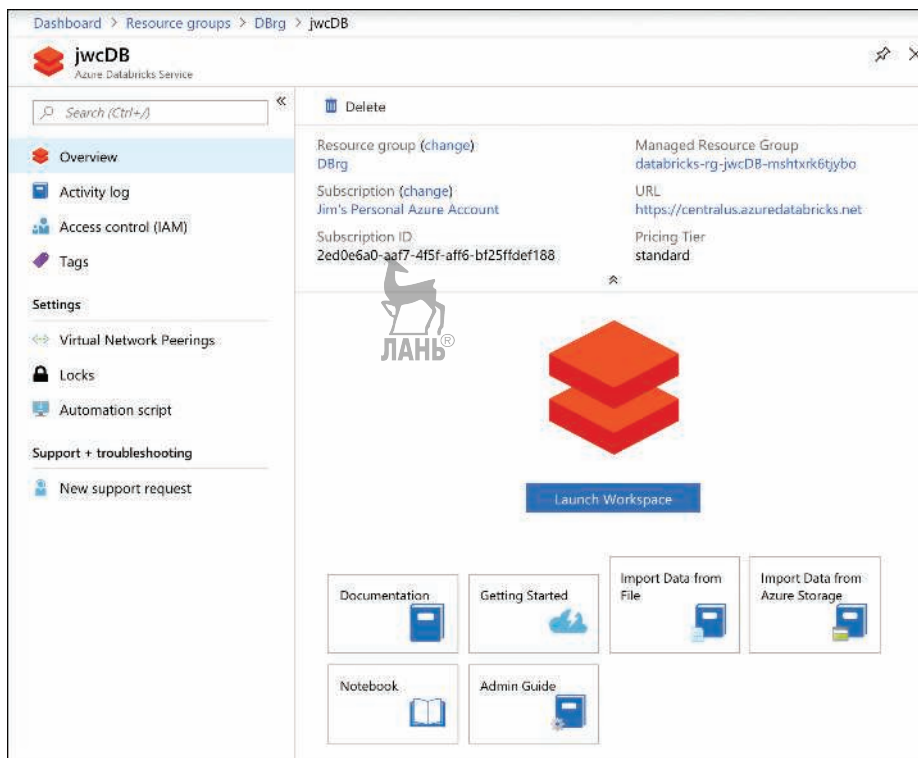 Dashboard > Resource groups > DBrg > jwcDB
jwcDB
Azure Databricks Service
Search (Ctrl+/)
Overview
Activity log
Access control (IAM)
Tags
Settings
Virtual Network Peerings
Locks
Automation script
Support + troubleshooting
New support request
Delete
Resource group (change)
DBrg
Subscription (change)
Jim's Personal Azure Account
Subscription ID
2ed0e6a0-aaf7-4f5f-aff6-bf25ffdef188
Managed Resource Group
databricks-rg-jwcDB-mshtxrk6tjybo
URL
https://centralus.azuredatabricks.net
Pricing Tier
standard
ЛАНЬ®
Launch Workspace
Documentation
Getting Started
Import Data from
File
Import Data from
Azure Storage
Notebook
Admin Guide